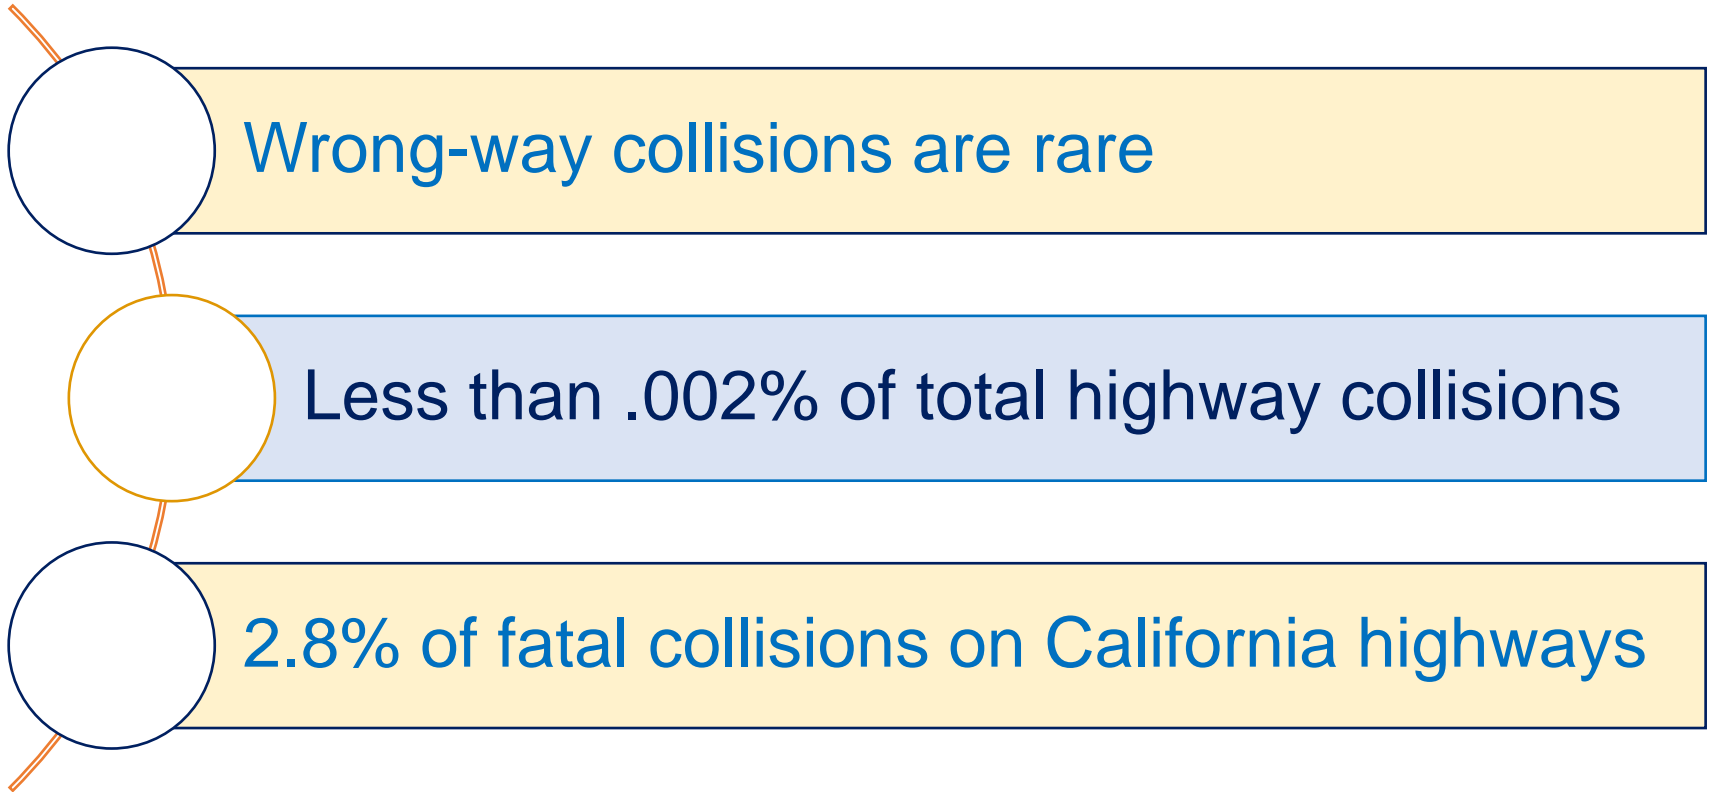 Wrong-way collisions are rare
Less than .002% of total highway collisions
2.8% of fatal collisions on California highways